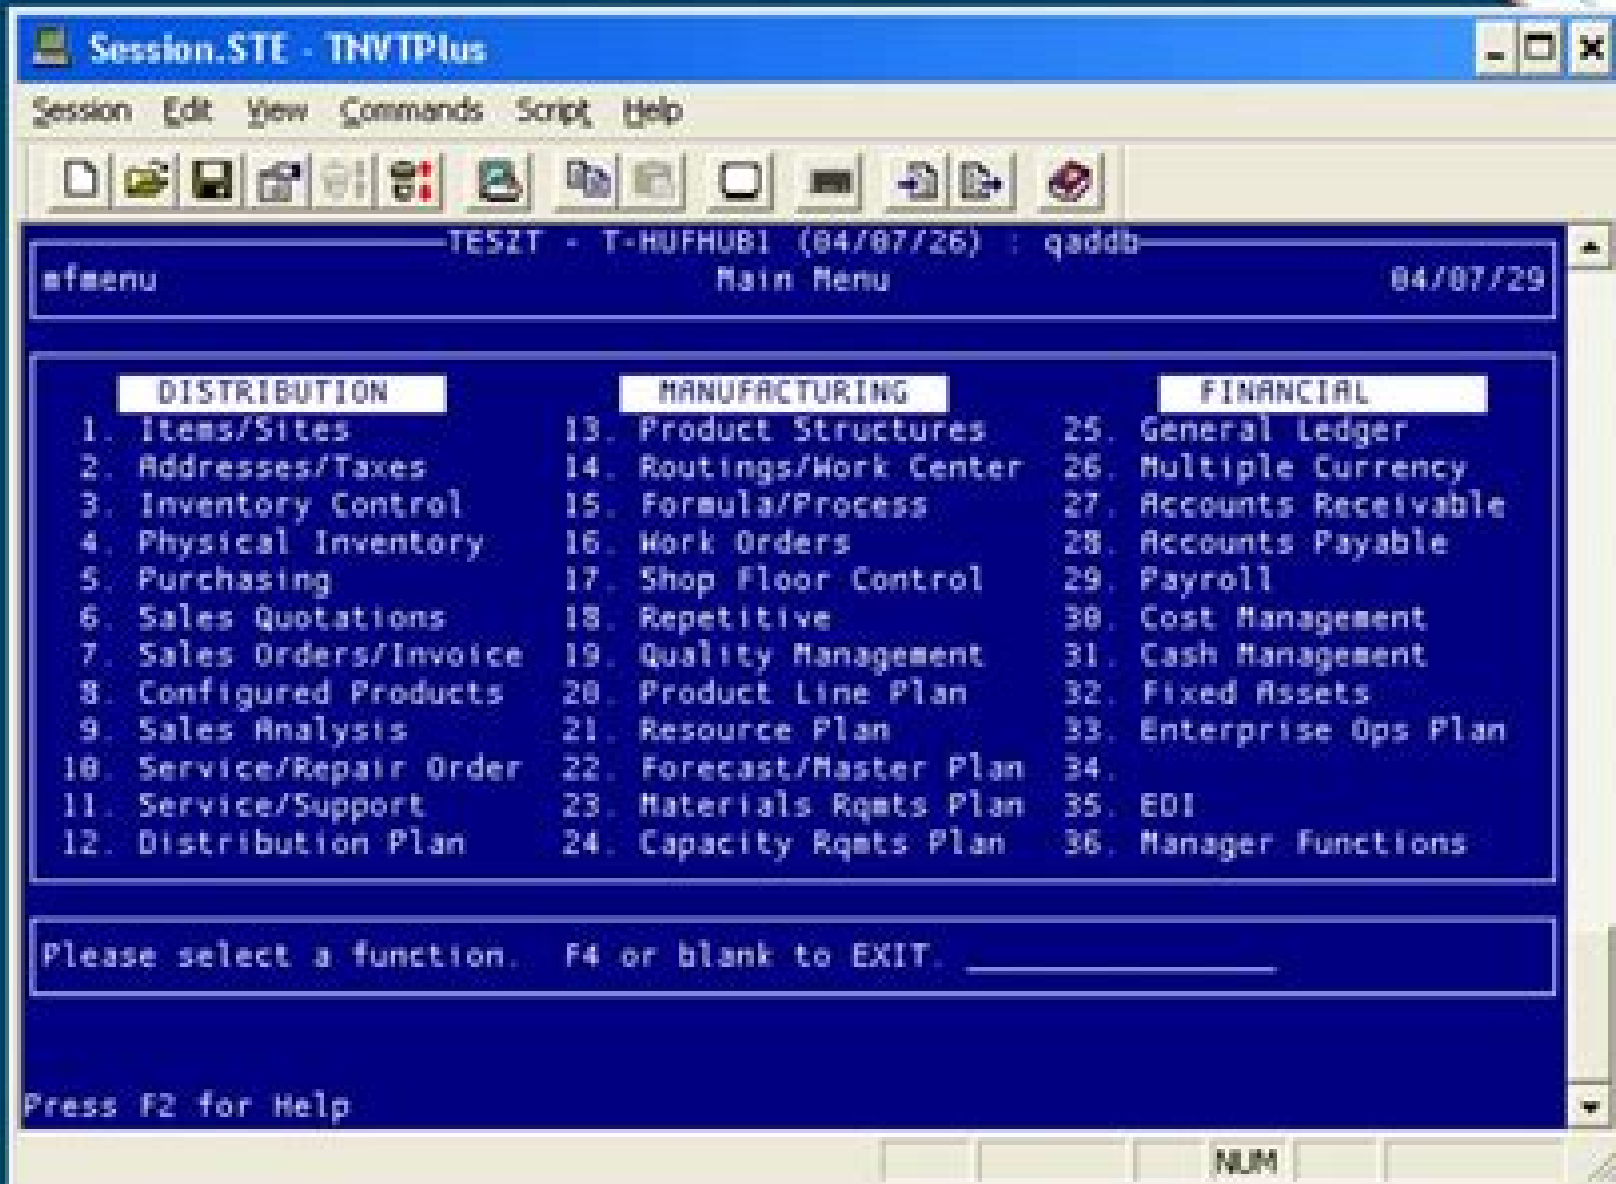 Session.STE - TNVTPlus
Session Edit View Commands Script Help
TESZT - T-HUFHUB1 (04/07/26) : qaddb
mfmenu Main Menu 04/07/29
DISTRIBUTION MANUFACTURING FINANCIAL
1. Items/Sites 13. Product Structures 25. General Ledger
2. Addresses/Taxes 14. Routings/Work Center 26. Multiple Currency
3. Inventory Control 15. Formula/Process 27. Accounts Receivable
4. Physical Inventory 16. Work Orders 28. Accounts Payable
5. Purchasing 17. Shop Floor Control 29. Payroll
6. Sales Quotations 18. Repetitive 30. Cost Management
7. Sales Orders/Invoice 19. Quality Management 31. Cash Management
8. Configured Products 20. Product Line Plan 32. Fixed Assets
9. Sales Analysis 21. Resource Plan 33. Enterprise Ops Plan
10. Service/Repair Order 22. Forecast/Master Plan 34.
11. Service/Support 23. Materials Rqmts Plan 35. EDI
12. Distribution Plan 24. Capacity Rqmts Plan 36. Manager Functions
Please select a function. F4 or blank to EXIT.
Press F2 for Help
NUM